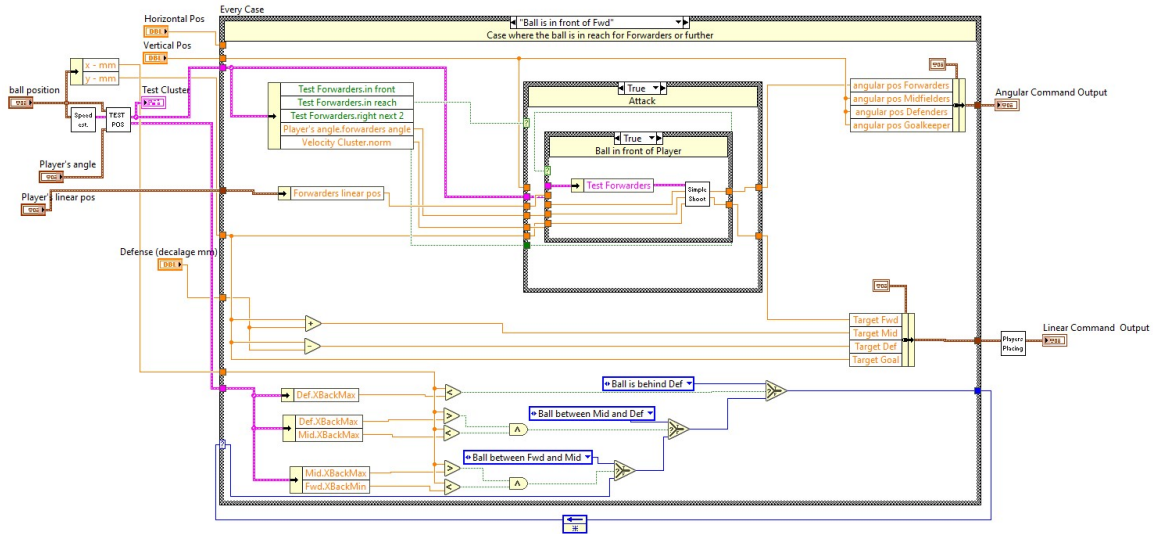 Every Case
Horizontal Pos
DBL
"Ball is in front of Fwd"
Case where the ball is in reach for Forwarders or further
Vertical Pos
DBL
x - mm
y - mm
ball position
Test Cluster
Speed est.
TEST POS
Player's angle
Player's linear pos
Defense (decalage mm)
DBL
Test Forwarders.in front
Test Forwarders.in reach
Test Forwarders.right next 2
Player's angle.forwarders angle
Velocity Cluster.norm
Forwarders linear pos
True
Attack
True
Ball in front of Player
Test Forwarders
Simple Shoot
angular pos Forwarders
angular pos Midfielders
angular pos Defenders
angular pos Goalkeeper
Angular Command Output
Target Fwd
Target Mid
Target Def
Target Goal
Players Placing
Linear Command Output
Def.XBackMax
Def.XBackMax
Mid.XBackMax
Mid.XBackMax
Fwd.XBackMin
Ball is behind Def
Ball between Mid and Def
Ball between Fwd and Mid